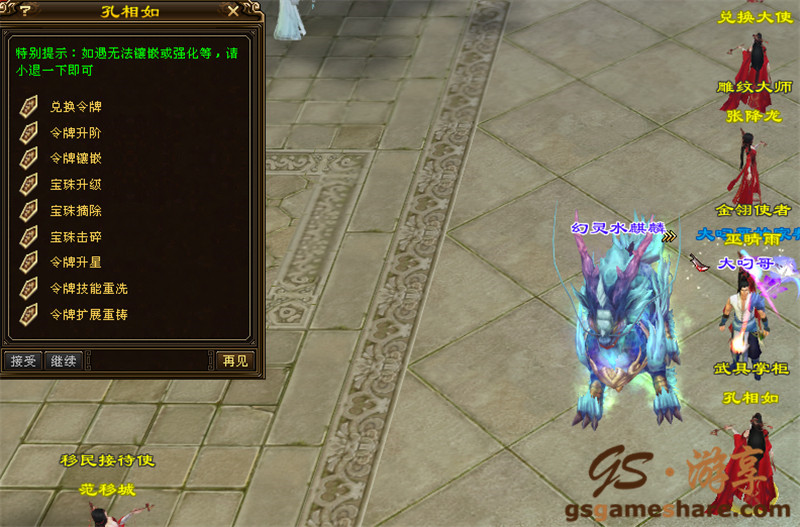 孔相如
特别提示：如遇无法镶嵌或强化等，请
小退一下即可
兑换令牌
令牌升阶
令牌镶嵌
宝珠升级
宝珠摘除
宝珠击碎
令牌升星
令牌技能重洗
令牌扩展重铸
接受
继续
再见
兑换大使
雕纹大师
张降龙
金翎使者
幻灵水麒麟
巫晴雨
大叼哥
武具掌柜
孔相如
移民接待使
范移城
GS·游享
gsgameshare.com